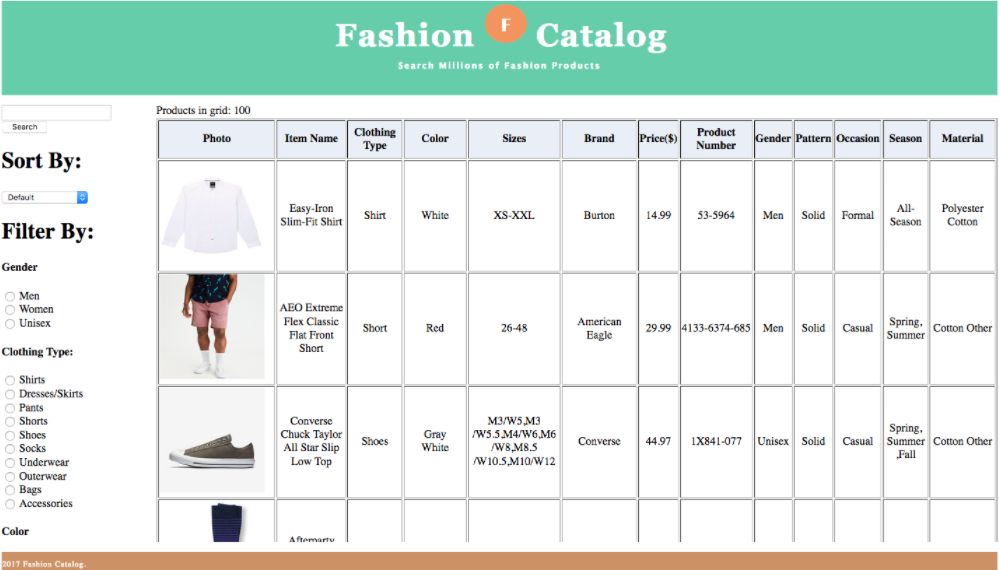 Fashion F Catalog
Search Millions of Fashion Products
Search
Sort By:
Default
Filter By:
Gender
Men
Women
Unisex
Clothing Type:
Shirts
Dresses/Skirts
Pants
Shorts
Shoes
Socks
Underwear
Outerwear
Bags
Accessories
Color
Products in grid: 100
Photo Item Name Clothing Type Color Sizes Brand Price($) Product Number Gender Pattern Occasion Season Material
Easy-Iron Slim-Fit Shirt Shirt White XS-XXL Burton 14.99 53-5964 Men Solid Formal All-Season Polyester Cotton
AEO Extreme Flex Classic Flat Front Short Short Red 26-48 American Eagle 29.99 4133-6374-685 Men Solid Casual Spring, Summer Cotton Other
Converse Chuck Taylor All Star Slip Low Top Shoes Gray White M3/W5,M3/W5.5,M4/W6,M6/W8,M8.5/W10.5,M10/W12 Converse 44.97 1X841-077 Unisex Solid Casual Spring, Summer,Fall Cotton Other
Afterparty
2017 Fashion Catalog.